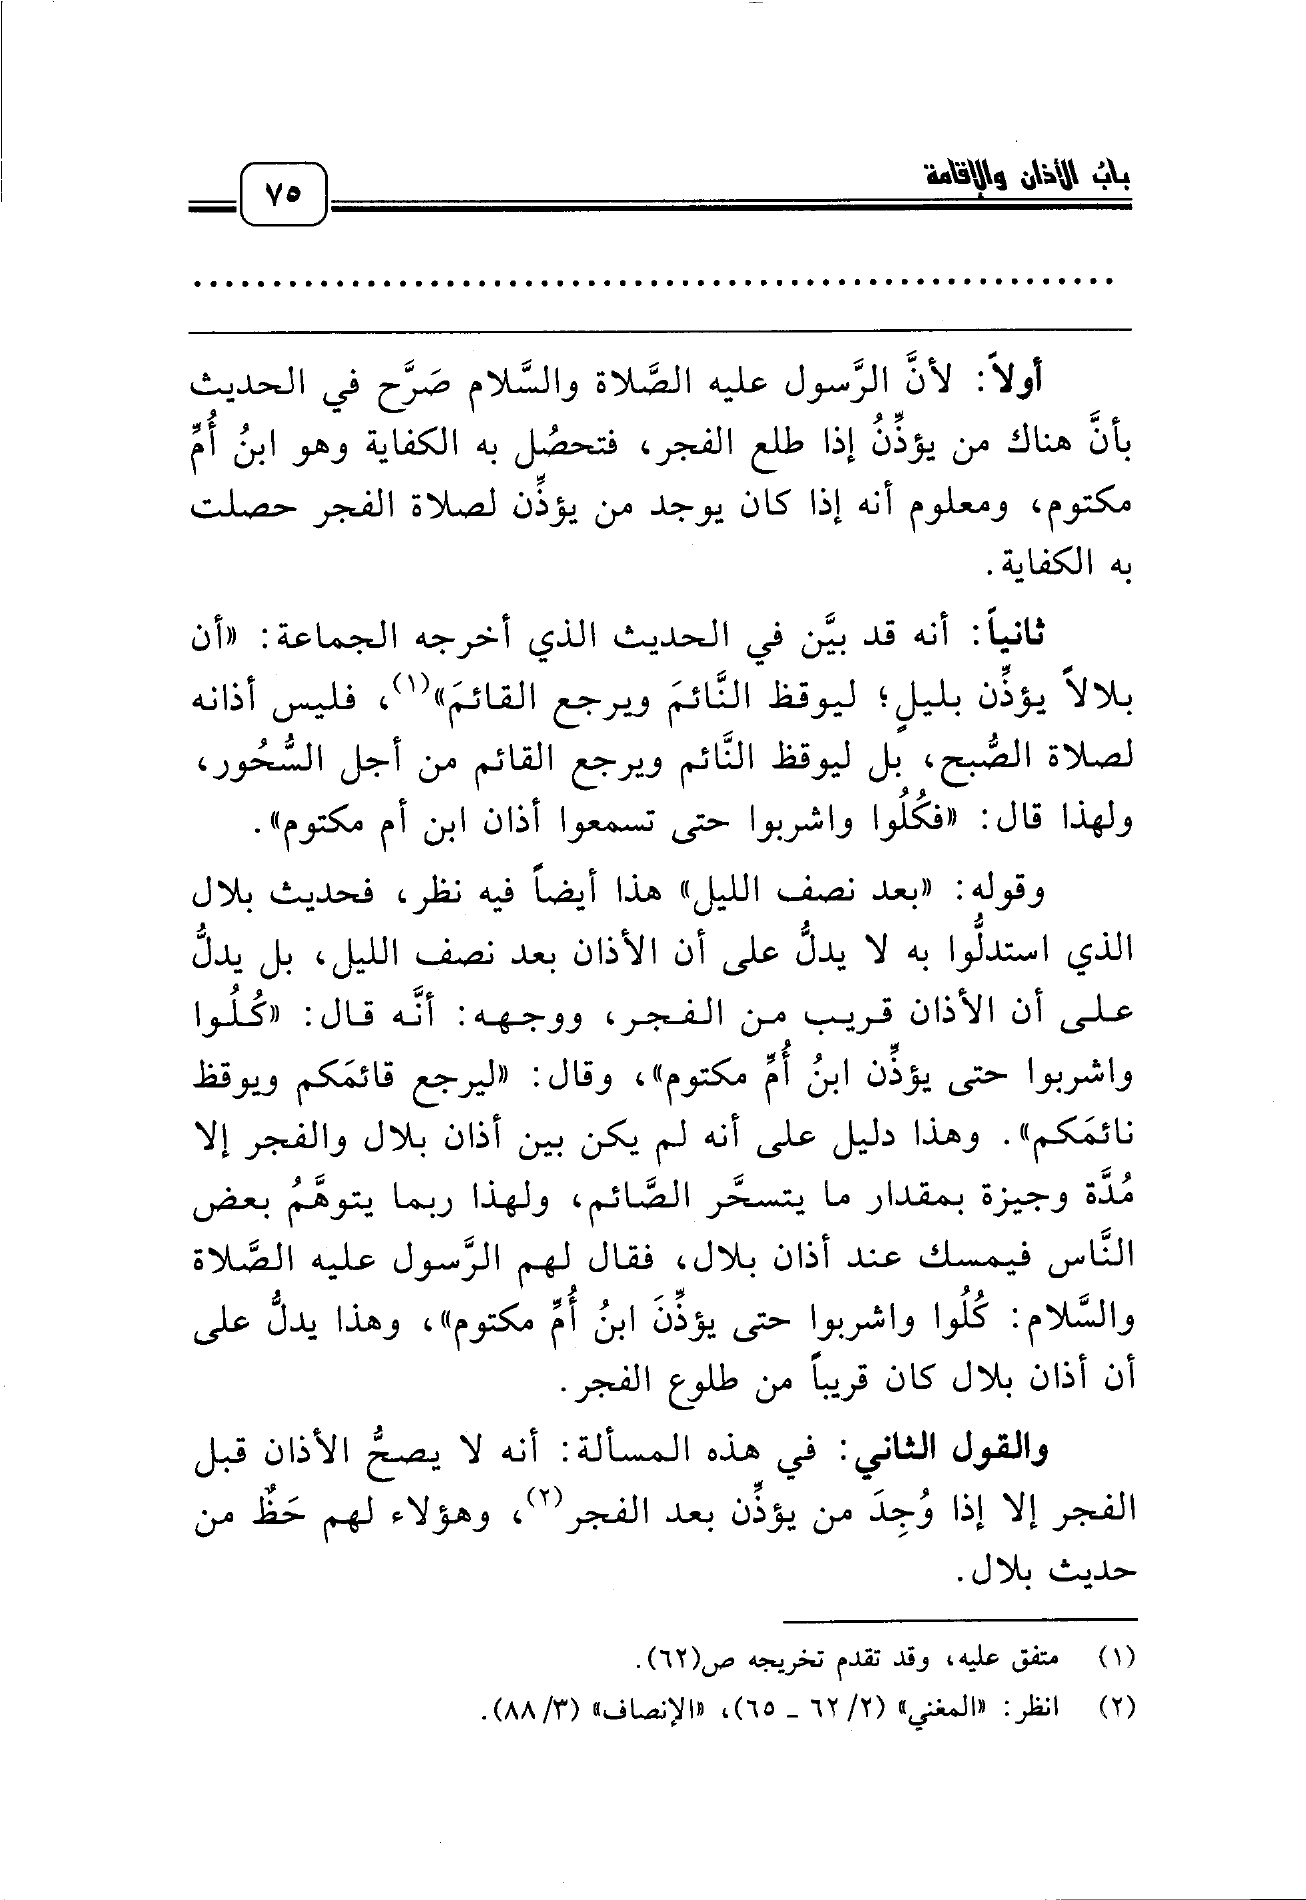 بابُ الأذان والإقامة
٧٥
أولاً: لأنَّ الرَّسول عليه الصَّلاة والسَّلام صَرَّح في الحديث
بأنَّ هناك من يؤذِّنُ إذا طلع الفجر، فتحصُل به الكفاية وهو ابنُ أُمِّ
مكتوم، ومعلوم أنه إذا كان يوجد من يؤذِّن لصلاة الفجر حصلت
به الكفاية.
ثانياً: أنه قد بيَّن في الحديث الذي أخرجه الجماعة: «أن
بلالاً يؤذِّن بليلٍ؛ ليوقظ النَّائمَ ويرجع القائمَ»(١)، فليس أذانه
لصلاة الصُّبح، بل ليوقظ النَّائم ويرجع القائم من أجل السُّحُور،
ولهذا قال: «فكُلُوا واشربوا حتى تسمعوا أذان ابن أم مكتوم».
وقوله: «بعد نصف الليل» هذا أيضاً فيه نظر، فحديث بلال
الذي استدلُّوا به لا يدلُّ على أن الأذان بعد نصف الليل، بل يدلُّ
على أن الأذان قريب من الفجر، ووجهه: أنَّه قال: «كُلُوا
واشربوا حتى يؤذِّن ابنُ أُمِّ مكتوم»، وقال: «ليرجع قائمَكم ويوقظ
نائمَكم». وهذا دليل على أنه لم يكن بين أذان بلال والفجر إلا
مُدَّة وجيزة بمقدار ما يتسحَّر الصَّائم، ولهذا ربما يتوهَّمُ بعض
النَّاس فيمسك عند أذان بلال، فقال لهم الرَّسول عليه الصَّلاة
والسَّلام: كُلُوا واشربوا حتى يؤذِّنَ ابنُ أُمِّ مكتوم»، وهذا يدلُّ على
أن أذان بلال كان قريباً من طلوع الفجر.
والقول الثاني: في هذه المسألة: أنه لا يصحُّ الأذان قبل
الفجر إلا إذا وُجِدَ من يؤذِّن بعد الفجر(٢)، وهؤلاء لهم حَظٌّ من
حديث بلال.
(١) متفق عليه، وقد تقدم تخريجه ص(٦٢).
(٢) انظر: «المغني» (٢/ ٦٢ ـ ٦٥)، «الإنصاف» (٣/ ٨٨).